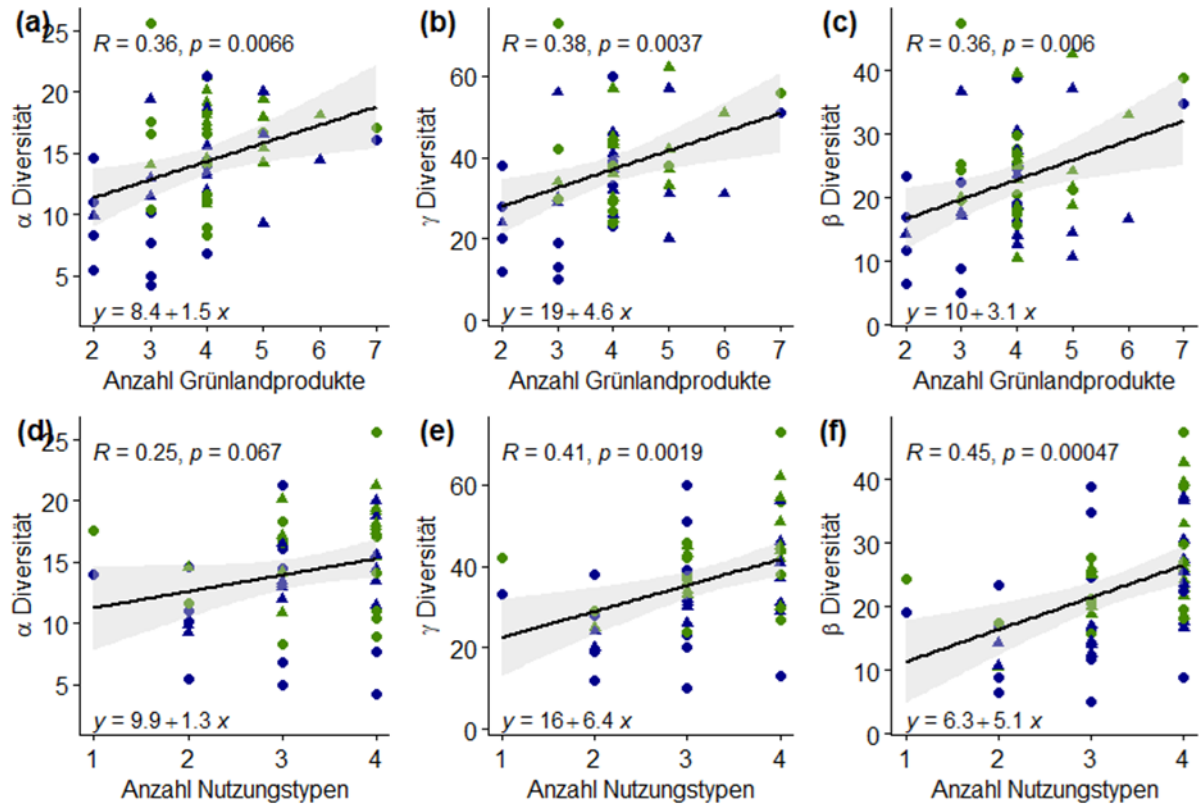 (a)
R = 0.36, p = 0.0066
α Diversität
25
20
15
10
5
y = 8.4 + 1.5 x
2 3 4 5 6 7
Anzahl Grünlandprodukte
(b)
R = 0.38, p = 0.0037
γ Diversität
60
40
20
0
y = 19 + 4.6 x
2 3 4 5 6 7
Anzahl Grünlandprodukte
(c)
R = 0.36, p = 0.006
β Diversität
40
30
20
10
0
y = 10 + 3.1 x
2 3 4 5 6 7
Anzahl Grünlandprodukte
(d)
R = 0.25, p = 0.067
α Diversität
25
20
15
10
5
y = 9.9 + 1.3 x
1 2 3 4
Anzahl Nutzungstypen
(e)
R = 0.41, p = 0.0019
γ Diversität
60
40
20
0
y = 16 + 6.4 x
1 2 3 4
Anzahl Nutzungstypen
(f)
R = 0.45, p = 0.00047
β Diversität
40
30
20
10
0
y = 6.3 + 5.1 x
1 2 3 4
Anzahl Nutzungstypen